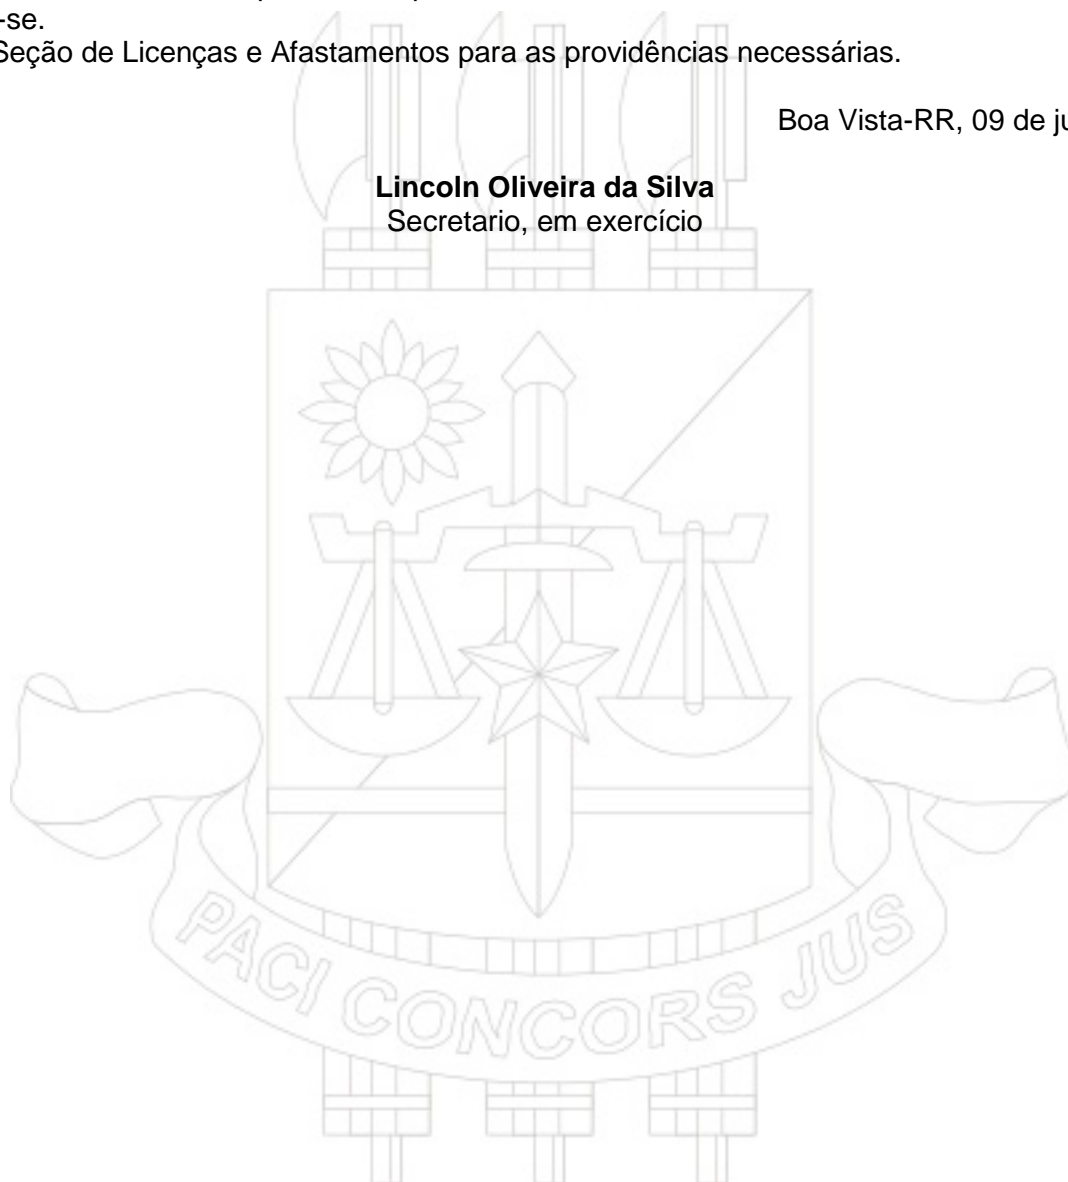 -se.
Seção de Licenças e Afastamentos para as providências necessárias.
Boa Vista-RR, 09 de ju
Lincoln Oliveira da Silva
Secretario, em exercício
PACI CONCORS JUS